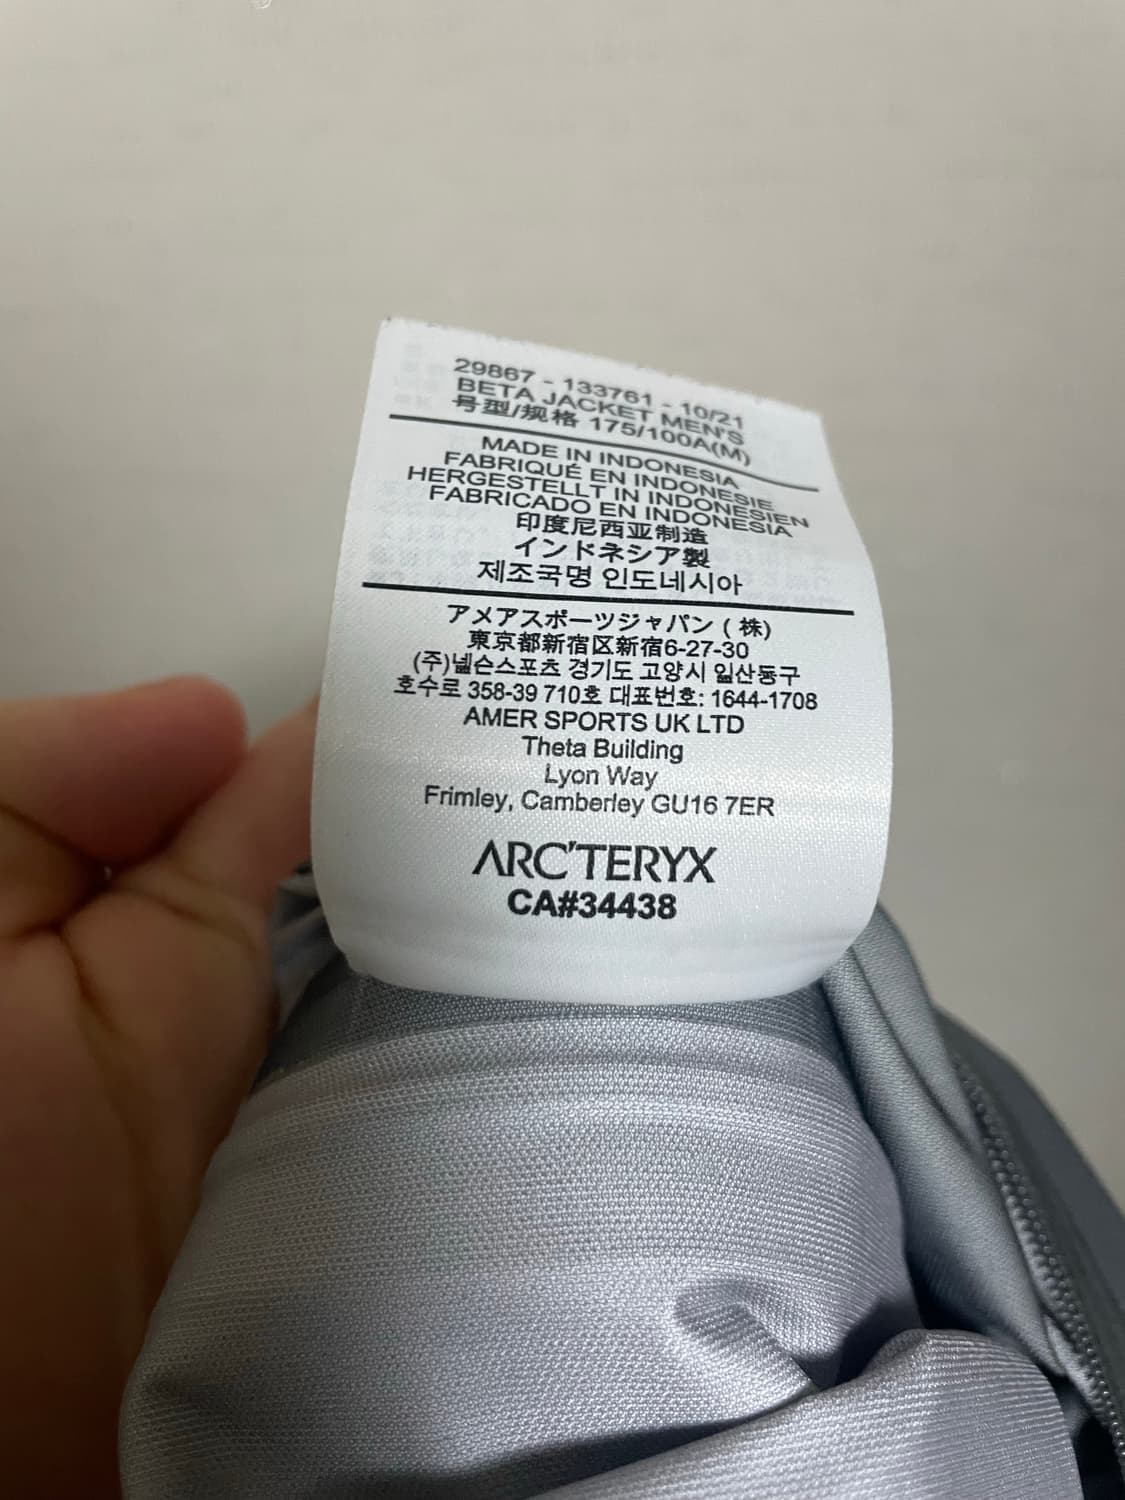 29867 - 133761 - 10/21
BETA JACKET MEN'S
号型/规格 175/100A(M)
MADE IN INDONESIA
FABRIQUÉ EN INDONESIE
HERGESTELLT IN INDONESIEN
FABRICADO EN INDONESIA
印度尼西亚制造
インドネシア製
제조국명 인도네시아
アメアスポーツジャパン ( 株)
東京都新宿区新宿6-27-30
(주)넬슨스포츠 경기도 고양시 일산동구
호수로 358-39 710호 대표번호: 1644-1708
AMER SPORTS UK LTD
Theta Building
Lyon Way
Frimley, Camberley GU16 7ER
ARC'TERYX
CA#34438